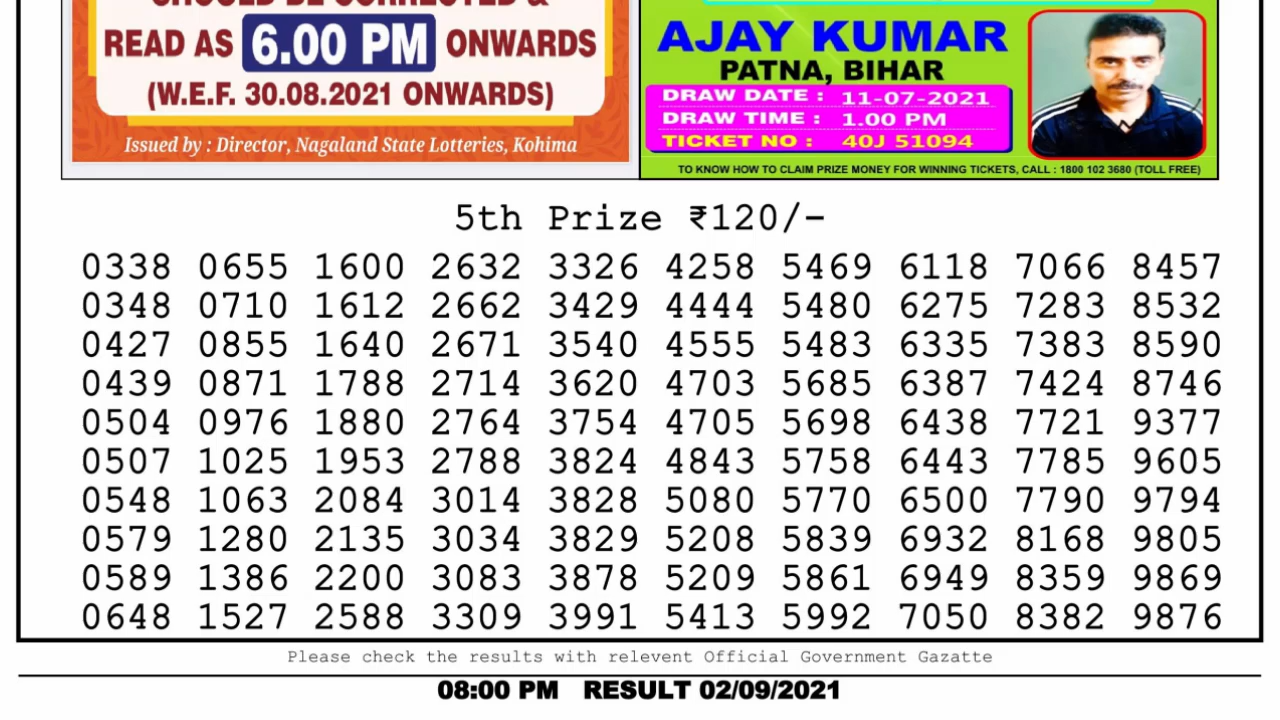 SHOULD BE CORRECTED &
READ AS 6.00 PM ONWARDS
(W.E.F. 30.08.2021 ONWARDS)
Issued by : Director, Nagaland State Lotteries, Kohima
AJAY KUMAR
PATNA, BIHAR
DRAW DATE : 11-07-2021
DRAW TIME : 1.00 PM
TICKET NO : 40J 51094
TO KNOW HOW TO CLAIM PRIZE MONEY FOR WINNING TICKETS, CALL : 1800 102 3680 (TOLL FREE)
5th Prize ₹120/-
0338 0655 1600 2632 3326 4258 5469 6118 7066 8457
0348 0710 1612 2662 3429 4444 5480 6275 7283 8532
0427 0855 1640 2671 3540 4555 5483 6335 7383 8590
0439 0871 1788 2714 3620 4703 5685 6387 7424 8746
0504 0976 1880 2764 3754 4705 5698 6438 7721 9377
0507 1025 1953 2788 3824 4843 5758 6443 7785 9605
0548 1063 2084 3014 3828 5080 5770 6500 7790 9794
0579 1280 2135 3034 3829 5208 5839 6932 8168 9805
0589 1386 2200 3083 3878 5209 5861 6949 8359 9869
0648 1527 2588 3309 3991 5413 5992 7050 8382 9876
Please check the results with relevent Official Government Gazatte
08:00 PM RESULT 02/09/2021